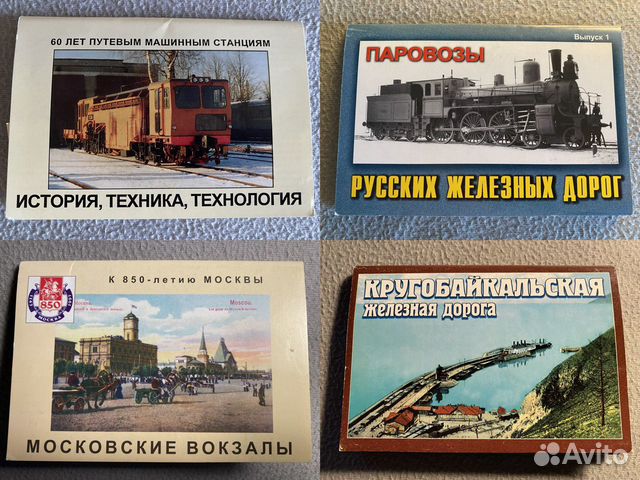 60 ЛЕТ ПУТЕВЫМ МАШИННЫМ СТАНЦИЯМ
ИСТОРИЯ, ТЕХНИКА, ТЕХНОЛОГИЯ
Выпуск 1
ПАРОВОЗЫ
РУССКИХ ЖЕЛЕЗНЫХ ДОРОГ
К 850-летию МОСКВЫ
850
МОСКВА
Moscou.
МОСКОВСКИЕ ВОКЗАЛЫ
КРУГОБАЙКАЛЬСКАЯ
железная дорога
Avito